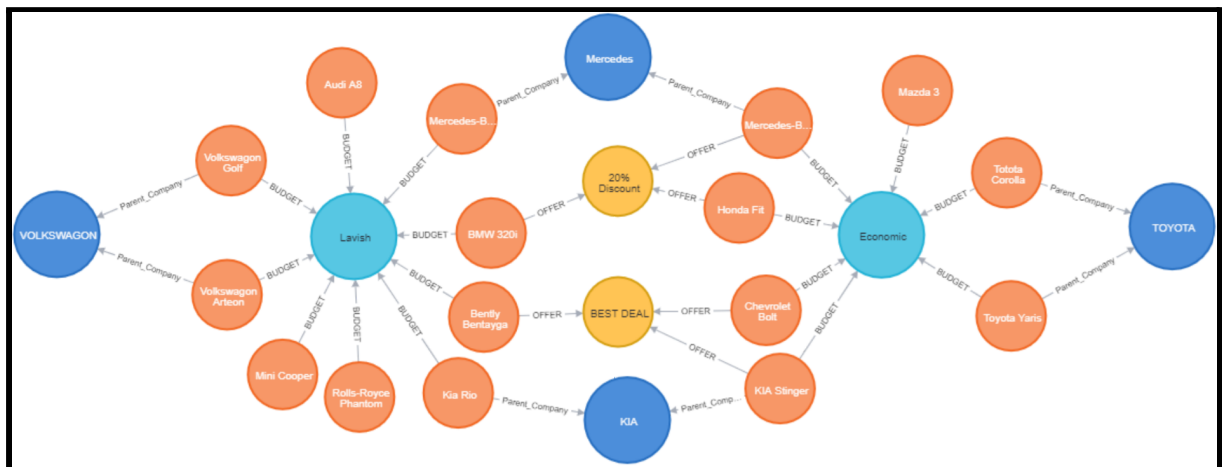 Mercedes
Audi A8
Mazda 3
Parent_Company
Parent_Company
Mercedes-B...
Mercedes-B...
BUDGET
BUDGET
BUDGET
OFFER
BUDGET
Volkswagon
Golf
20%
Discount
Totota
Corolla
Parent_Company
BUDGET
OFFER
Honda Fit
BUDGET
BUDGET
Parent_Company
OFFER
VOLKSWAGON
Lavish
BUDGET
BMW 320i
Economic
TOYOTA
Parent_Company
BUDGET
BUDGET
BUDGET
BUDGET
Parent_Company
Volkswagon
Arteon
Bently
Bentayga
OFFER
BEST DEAL
OFFER
Chevrolet
Bolt
Toyota Yaris
BUDGET
BUDGET
BUDGET
OFFER
BUDGET
Mini Cooper
Rolls-Royce
Phantom
Kia Rio
KIA Stinger
Parent_Company
Parent_Comp...
KIA